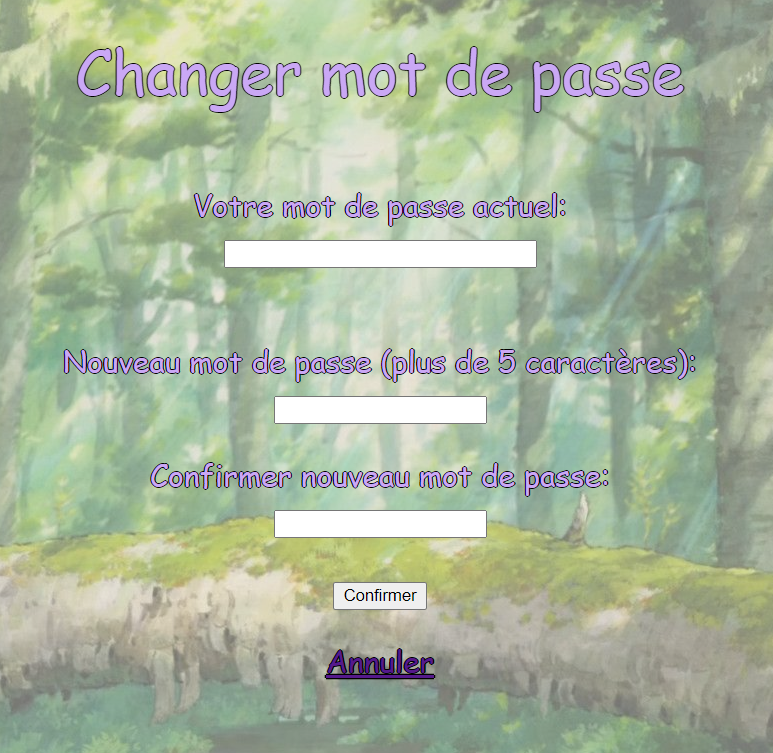 Changer mot de passe
Votre mot de passe actuel:
Nouveau mot de passe (plus de 5 caractères):
Confirmer nouveau mot de passe:
Confirmer
Annuler